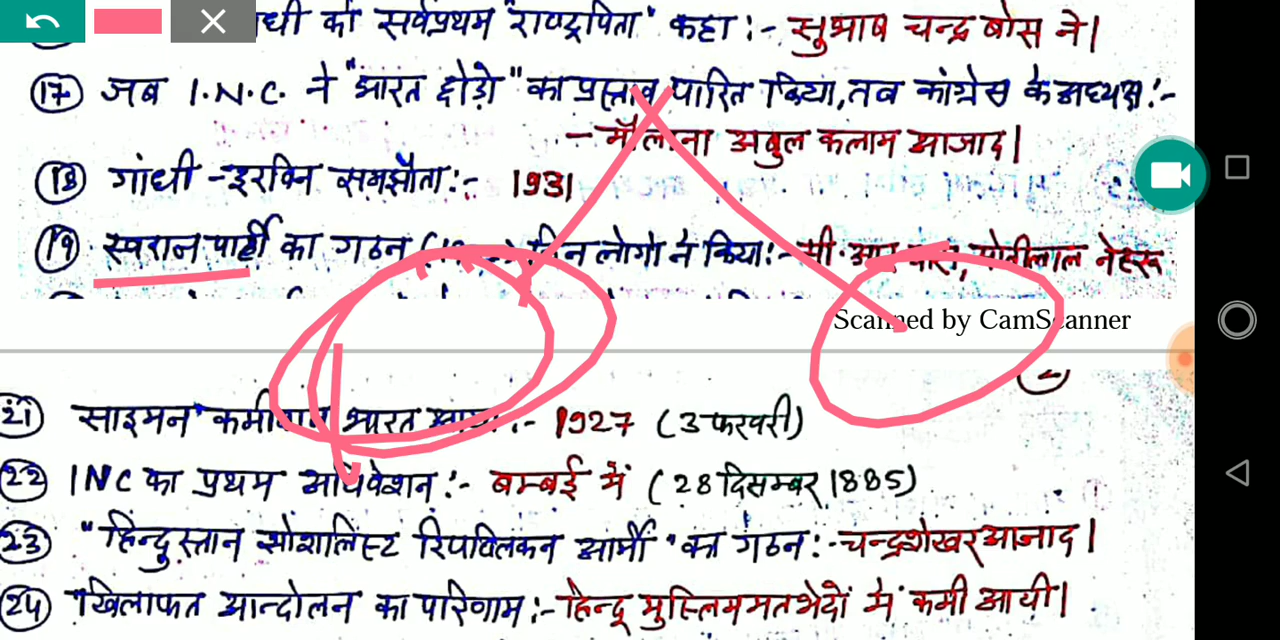 धी को सर्वप्रथम "राष्ट्रपिता" कहा :- सुभाष चन्द्र बोस ने।
17 जब I.N.C. ने "भारत छोड़ो" का प्रस्ताव पारित किया, तब कांग्रेस के अध्यक्ष :-
- मौलाना अबुल कलाम आजाद।
18 गांधी-इरविन समझौता :- 1931
19 स्वराज पार्टी का गठन लोगो ने किया :- सी आर दास, मोतीलाल नेहरू
Scanned by CamScanner
2
21 साइमन कमीशन भारत आया :- 1927 (3 फरवरी)
22 INC का प्रथम अधिवेशन :- बम्बई में (28 दिसम्बर 1885)
23 "हिन्दुस्तान सोशलिस्ट रिपब्लिकन आर्मी" का गठन :- चन्द्रशेखर आजाद।
24 खिलाफत आन्दोलन का परिणाम :- हिन्दू मुस्लिम मतभेदों में कमी आयी।